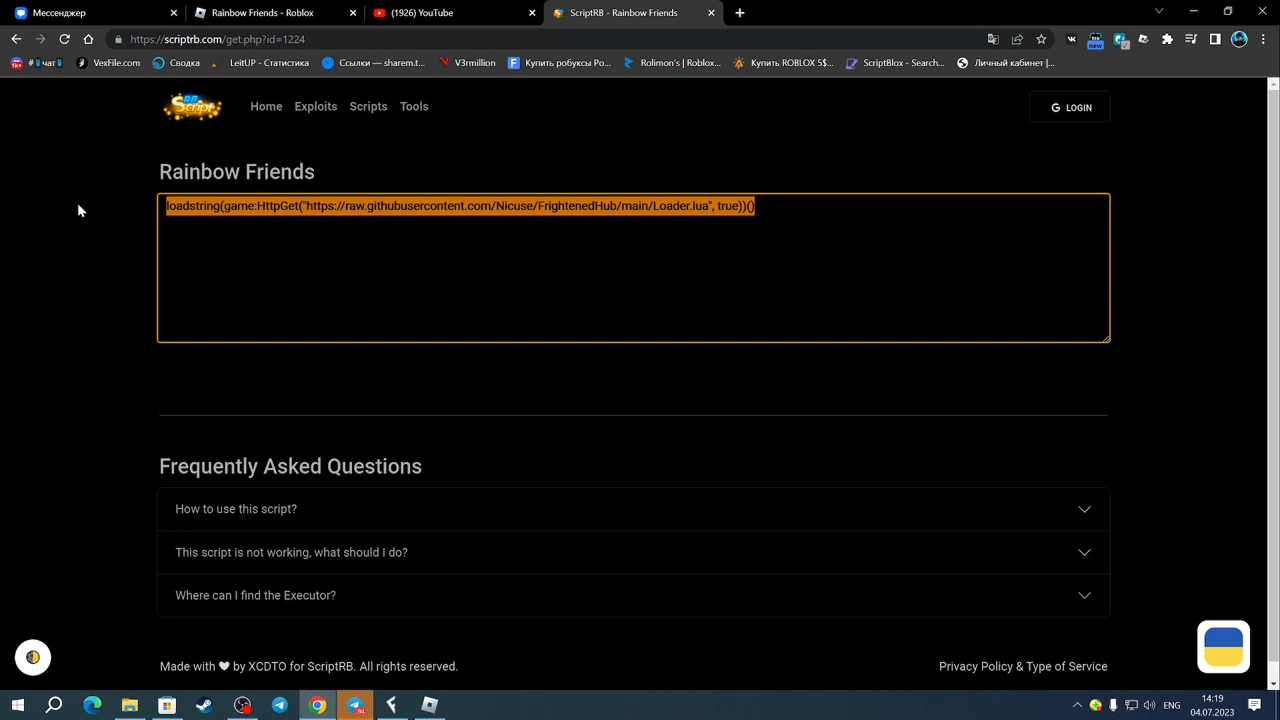 Мессенджер
Rainbow Friends - Roblox
(1926) YouTube
ScriptRB - Rainbow Friends
https://scriptrb.com/get.php?id=1224
new
VexFile.com
Сводка
LeitUP - Статистика
Ссылки — sharem.t...
V3rmillion
Купить робуксы Ро...
Rolimon's | Roblox...
Купить ROBLOX 5$...
ScriptBlox - Search...
Личный кабинет |...
RB Script
Home
Exploits
Scripts
Tools
G LOGIN
Rainbow Friends
loadstring(game:HttpGet("https://raw.githubusercontent.com/Nicuse/FrightenedHub/main/Loader.lua", true))()
Frequently Asked Questions
How to use this script?
This script is not working, what should I do?
Where can I find the Executor?
Made with ❤ by XCDTO for ScriptRB. All rights reserved.
Privacy Policy & Type of Service
94
ENG
14:19
04.07.2023